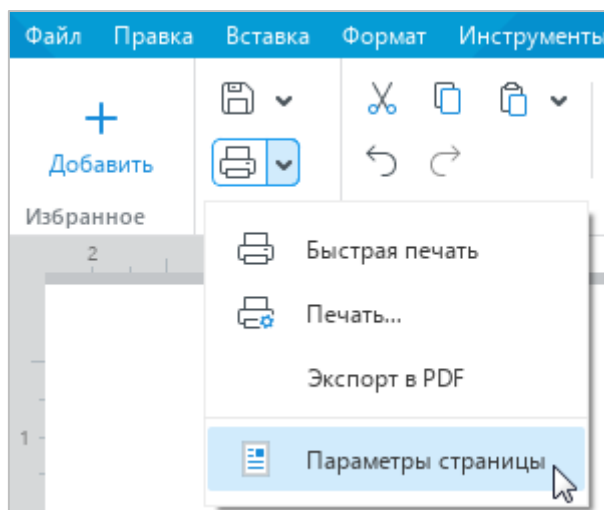 Файл Правка Вставка Формат Инструменты
Добавить
Избранное
2
Быстрая печать
Печать...
Экспорт в PDF
1
Параметры страницы